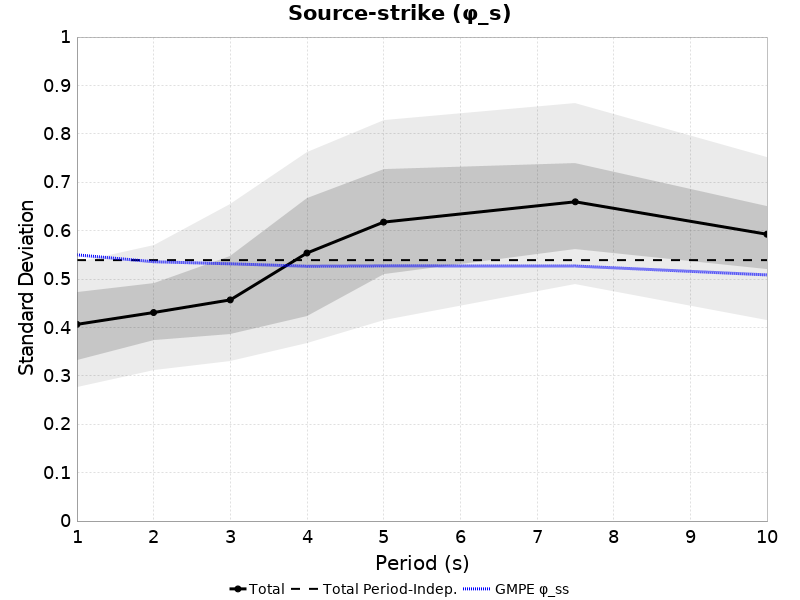 Source-strike (φ_s)
Standard Deviation
1
0.9
0.8
0.7
0.6
0.5
0.4
0.3
0.2
0.1
0
1 2 3 4 5 6 7 8 9 10
Period (s)
Total Total Period-Indep. GMPE φ_ss